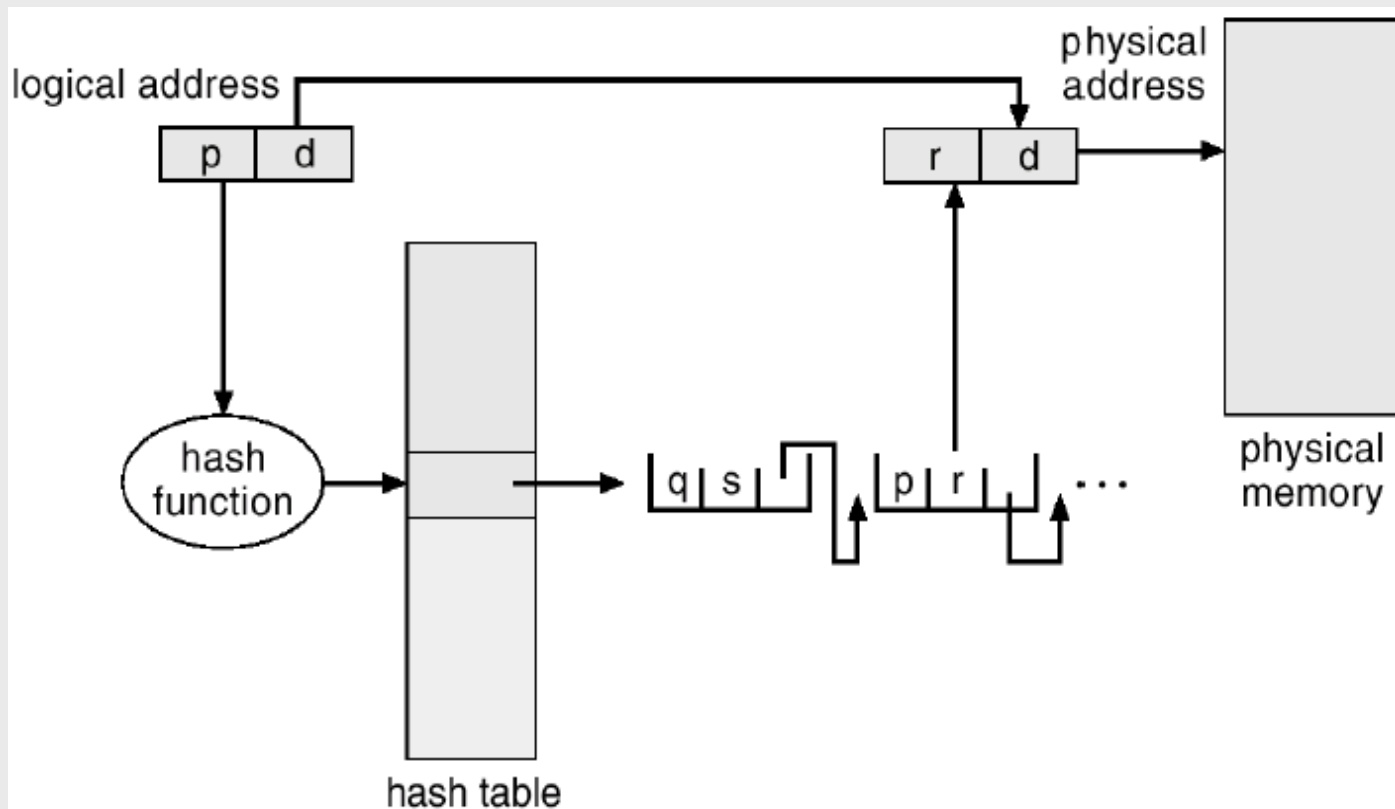 logical address
p d
physical
address
r d
hash
function
q s
p r ...
physical
memory
hash table